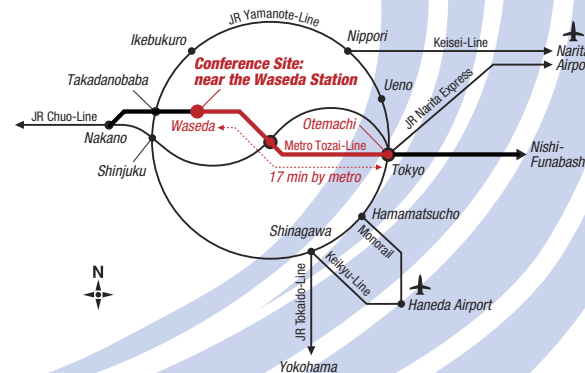 JR Yamanote-Line
Ikebukuro
Nippori
Keisei-Line
Narita
Airpor
Conference Site:
near the Waseda Station
Takadanobaba
Ueno
JR Narita Express
JR Chuo-Line
Waseda
Otemachi
Nakano
Metro Tozai-Line
Nishi-
Funabash
Shinjuku
Tokyo
17 min by metro
Hamamatsucho
Shinagawa
Monorail
N
Keikyu-Line
JR Tokaido-Line
Haneda Airport
Yokohama